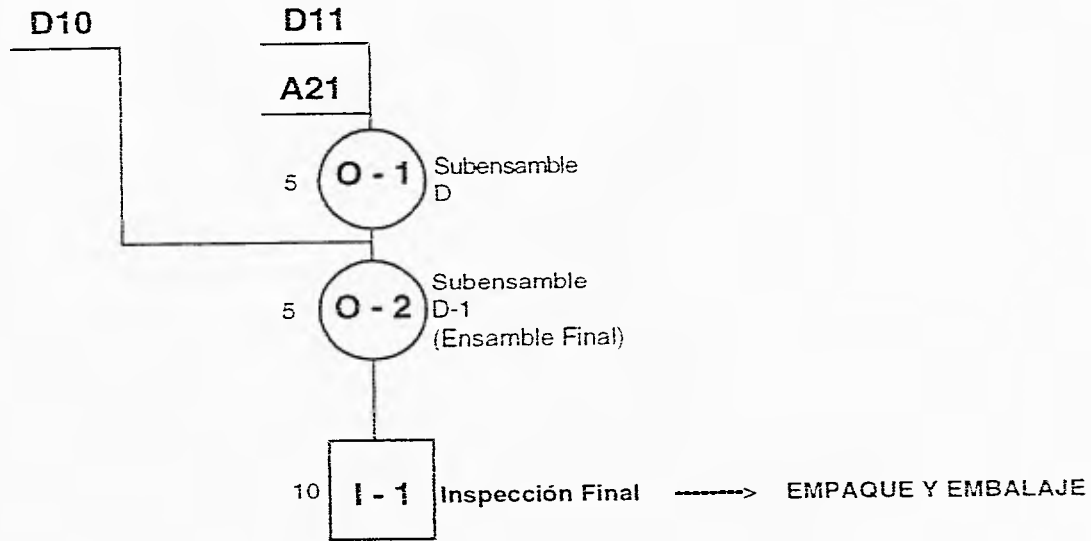 D10
D11
A21
5
O - 1
Subensamble
D
5
O - 2
Subensamble
D-1
(Ensamble Final)
10
I - 1
Inspección Final -------> EMPAQUE Y EMBALAJE